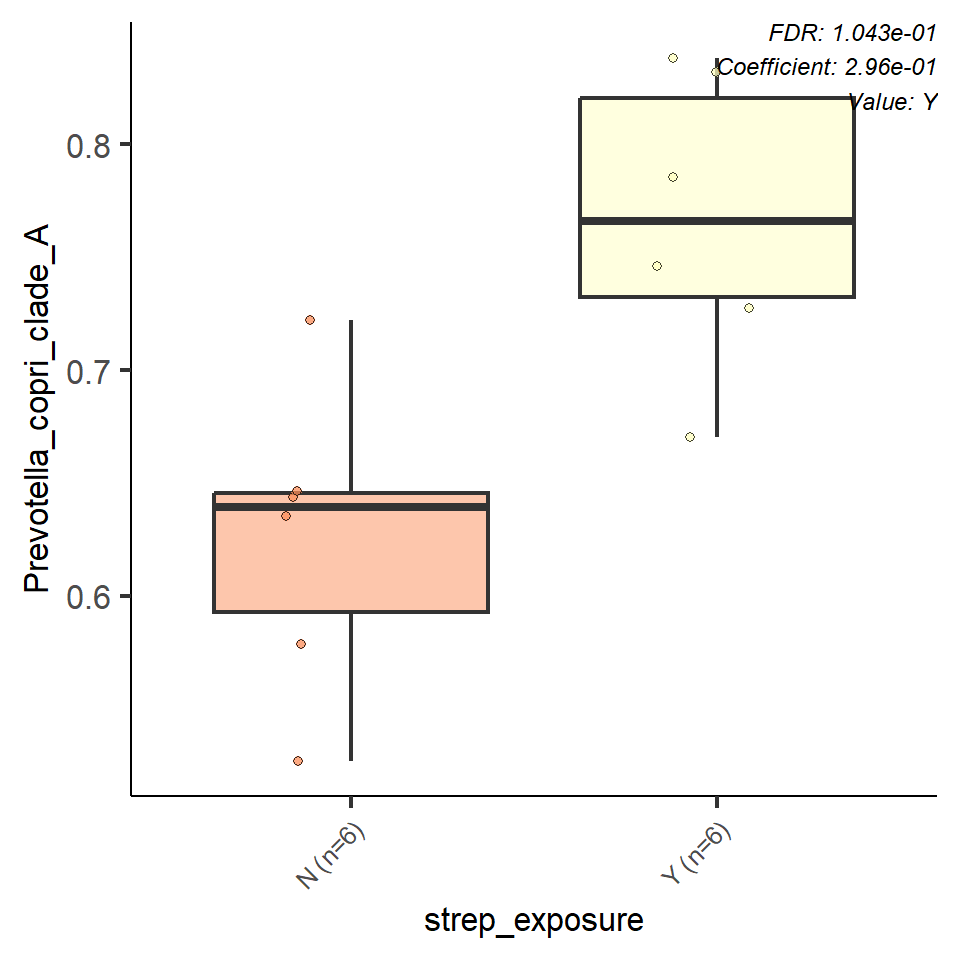 FDR: 1.043e-01
Coefficient: 2.96e-01
Value: Y
Prevotella_copri_clade_A
0.8
0.7
0.6
N (n=6)
Y (n=6)
strep_exposure